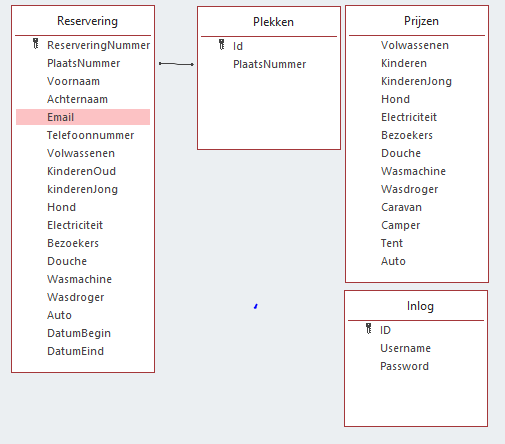 Reservering
ReserveringNummer
PlaatsNummer
Voornaam
Achternaam
Email
Telefoonnummer
Volwassenen
KinderenOud
kinderenJong
Hond
Electriciteit
Bezoekers
Douche
Wasmachine
Wasdroger
Auto
DatumBegin
DatumEind
Plekken
Id
PlaatsNummer
Prijzen
Volwassenen
Kinderen
KinderenJong
Hond
Electriciteit
Bezoekers
Douche
Wasmachine
Wasdroger
Caravan
Camper
Tent
Auto
Inlog
ID
Username
Password